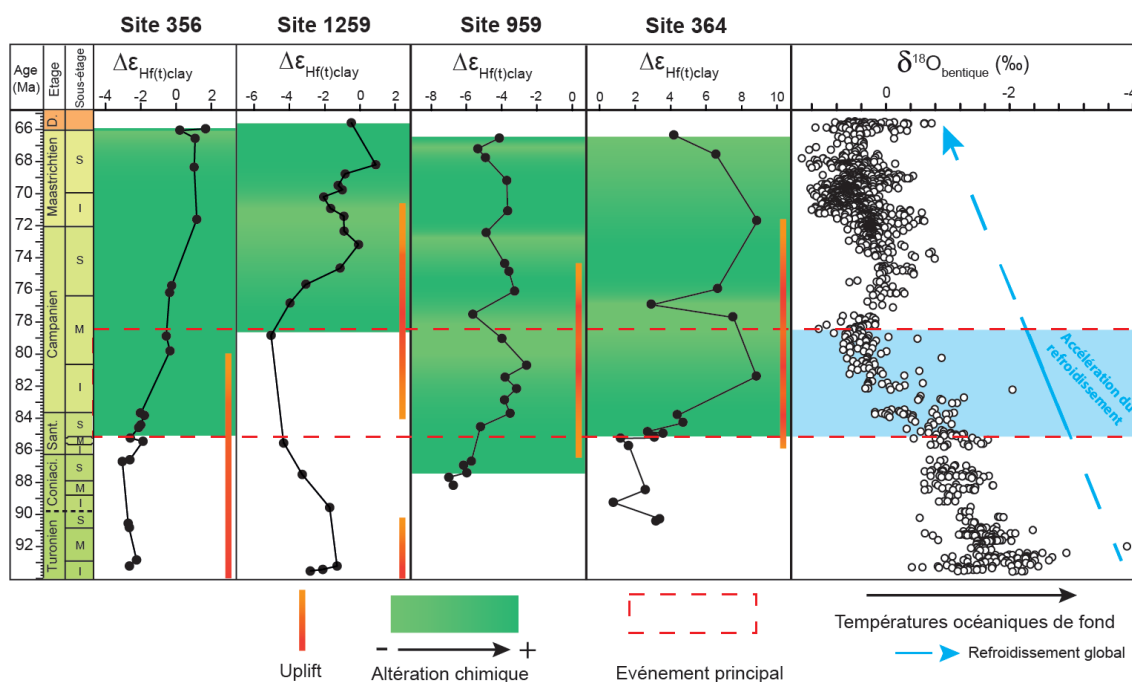 Site 356 Site 1259 Site 959 Site 364
Age (Ma) Etage Sous-étage
ΔεHf(t)clay ΔεHf(t)clay ΔεHf(t)clay ΔεHf(t)clay δ18Obentique (‰)
-4 -2 0 2
-6 -4 -2 0 2
-8 -6 -4 -2 0
0 2 4 6 8 10
0 -2 -4
66
68
70
72
74
76
78
80
82
84
86
88
90
92
D.
Maastrichtien
S
I
Campanien
S
M
I
Sant.
S
M
I
Coniaci.
S
M
I
Turonien
S
M
I
Accélération du
refroidissement
Uplift
- +
Altération chimique
Evénement principal
Températures océaniques de fond
Refroidissement global